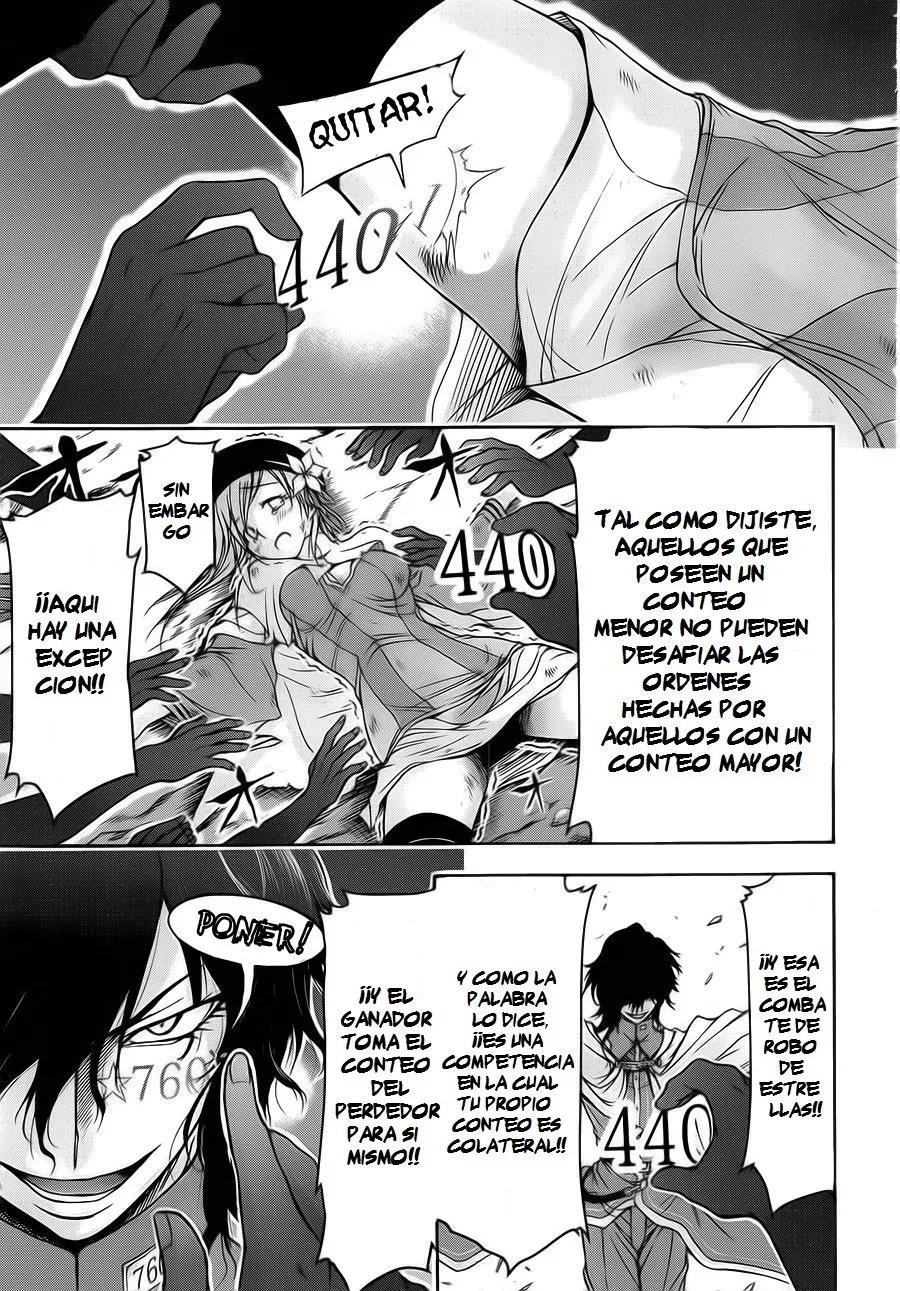 QUITAR!
4401
TAL COMO DIJISTE,
AQUELLOS QUE
POSEEN UN
CONTEO
MENOR NO PUEDEN
DESAFIAR LAS
ORDENES
HECHAS POR
AQUELLOS CON UN
CONTEO MAYOR!
440
SIN
EMBAR
GO
¡¡AQUI
HAY UNA
EXCEP
CION!!
¡¡Y ESA
ES EL
COMBA
TE DE
ROBO
DE
ESTRE
LLAS!!
440
Y COMO LA
PALABRA
LO DICE,
¡¡ES UNA
COMPETENCIA
EN LA CUAL
TU PROPIO
CONTEO ES
COLATERAL!!
¡¡Y EL
GANADOR
TOMA EL
CONTEO
DEL
PERDEDOR
PARA SI
MISMO!!
PONER!
★760
760